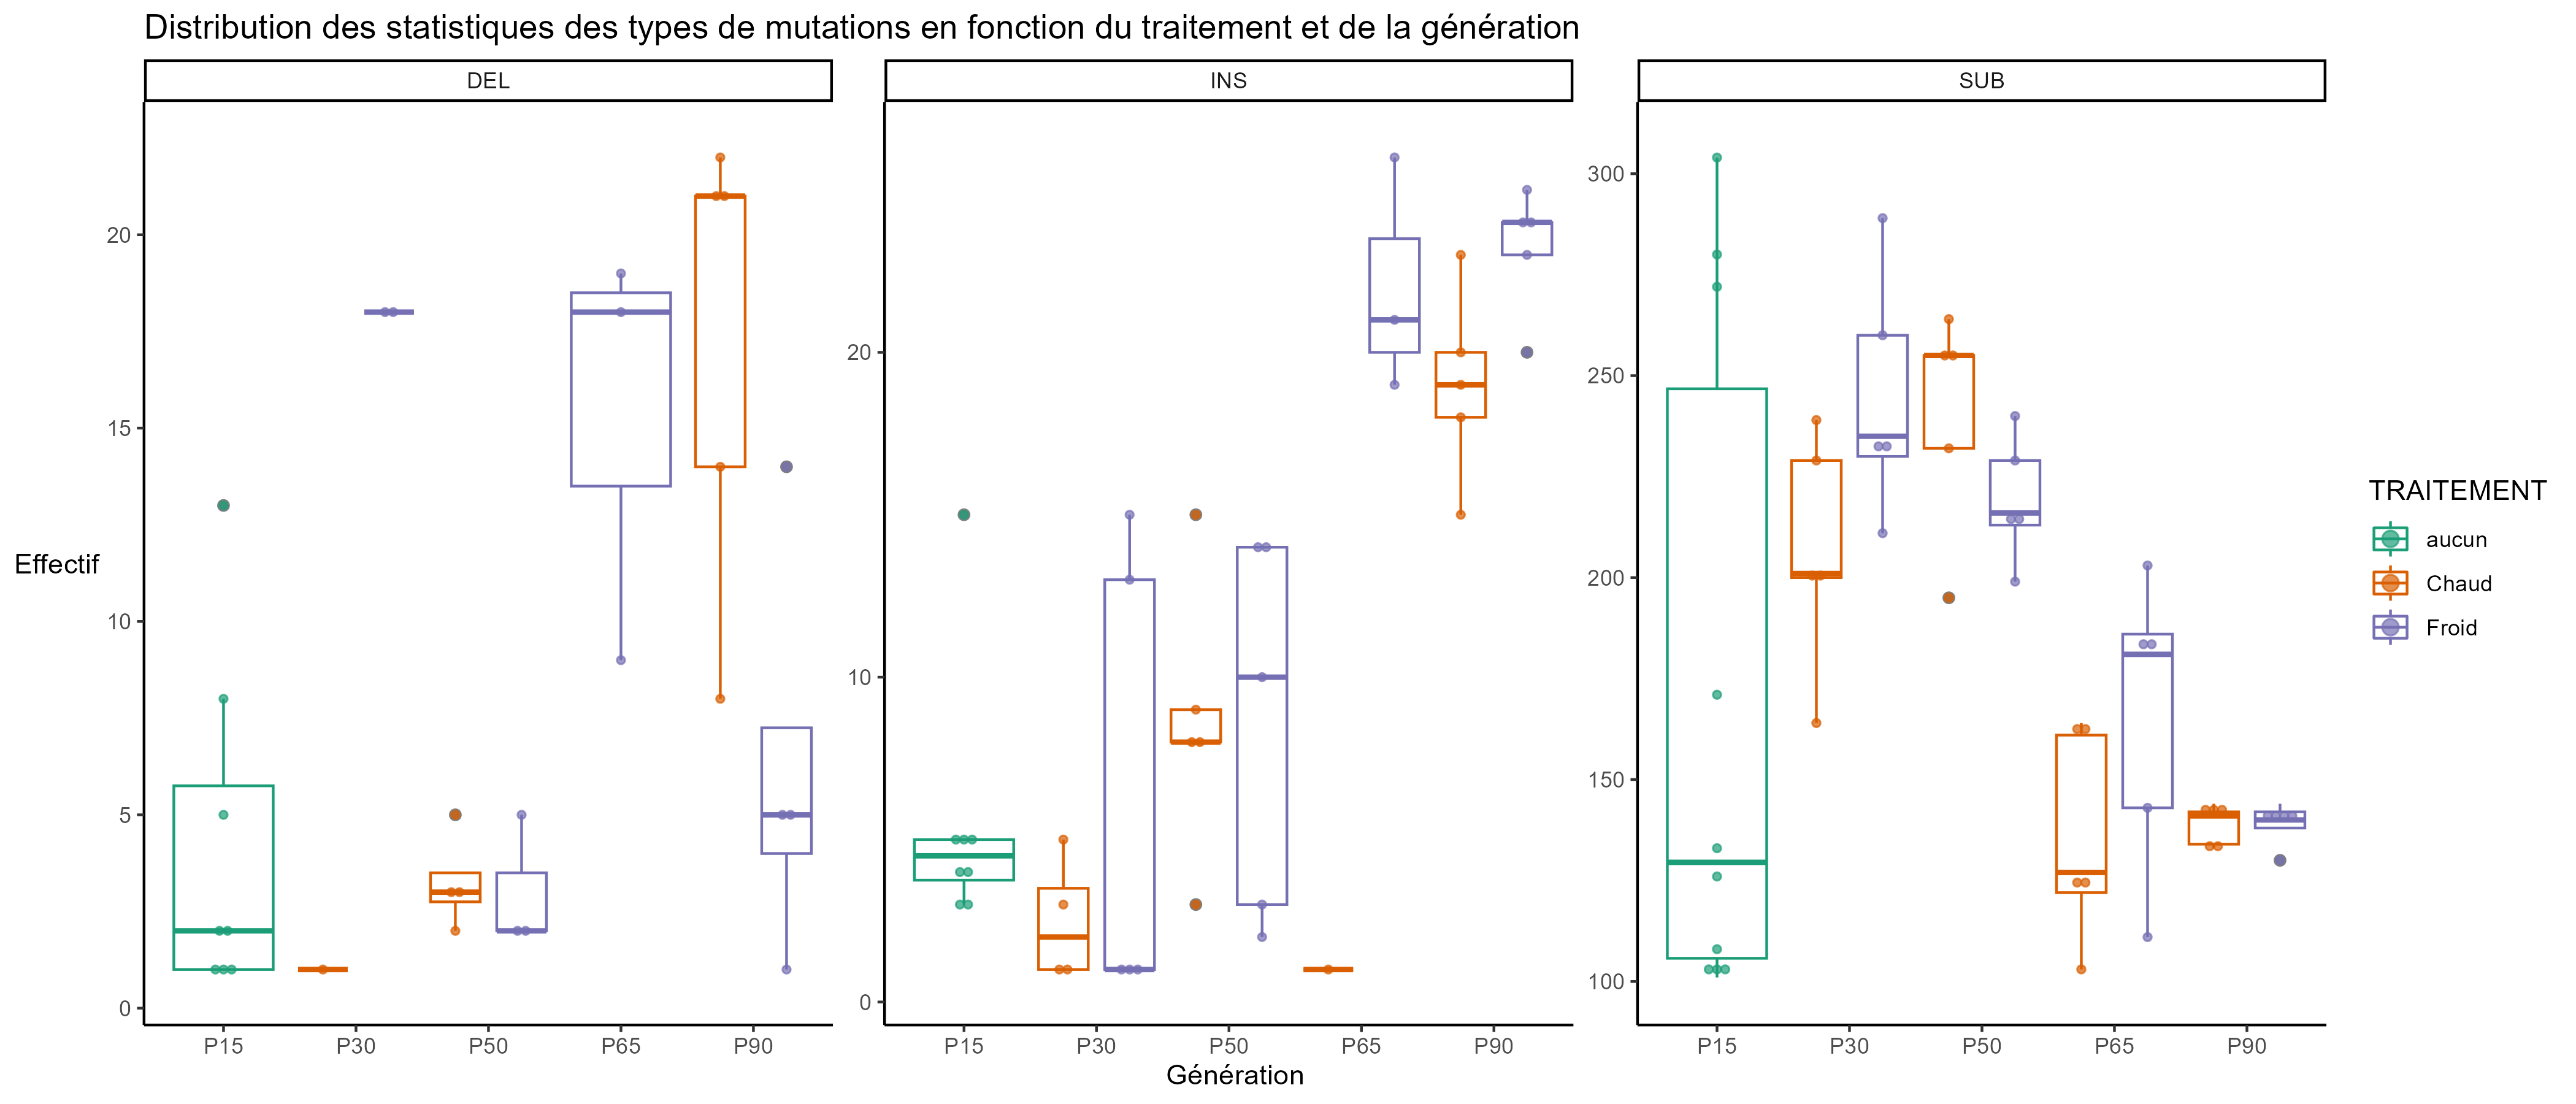 Distribution des statistiques des types de mutations en fonction du traitement et de la génération
DEL
INS
SUB
Effectif
20
15
10
5
0
20
10
0
300
250
200
150
100
P15 P30 P50 P65 P90
P15 P30 P50 P65 P90
P15 P30 P50 P65 P90
Génération
TRAITEMENT
aucun
Chaud
Froid